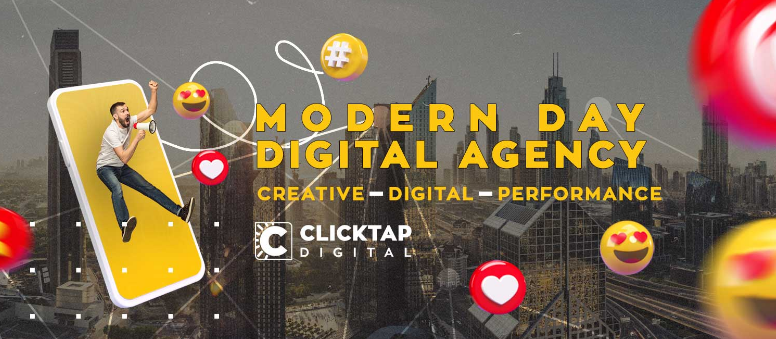 #
MODERN DAY
DIGITAL AGENCY
CREATIVE – DIGITAL – PERFORMANCE
C CLICKTAP
DIGITAL